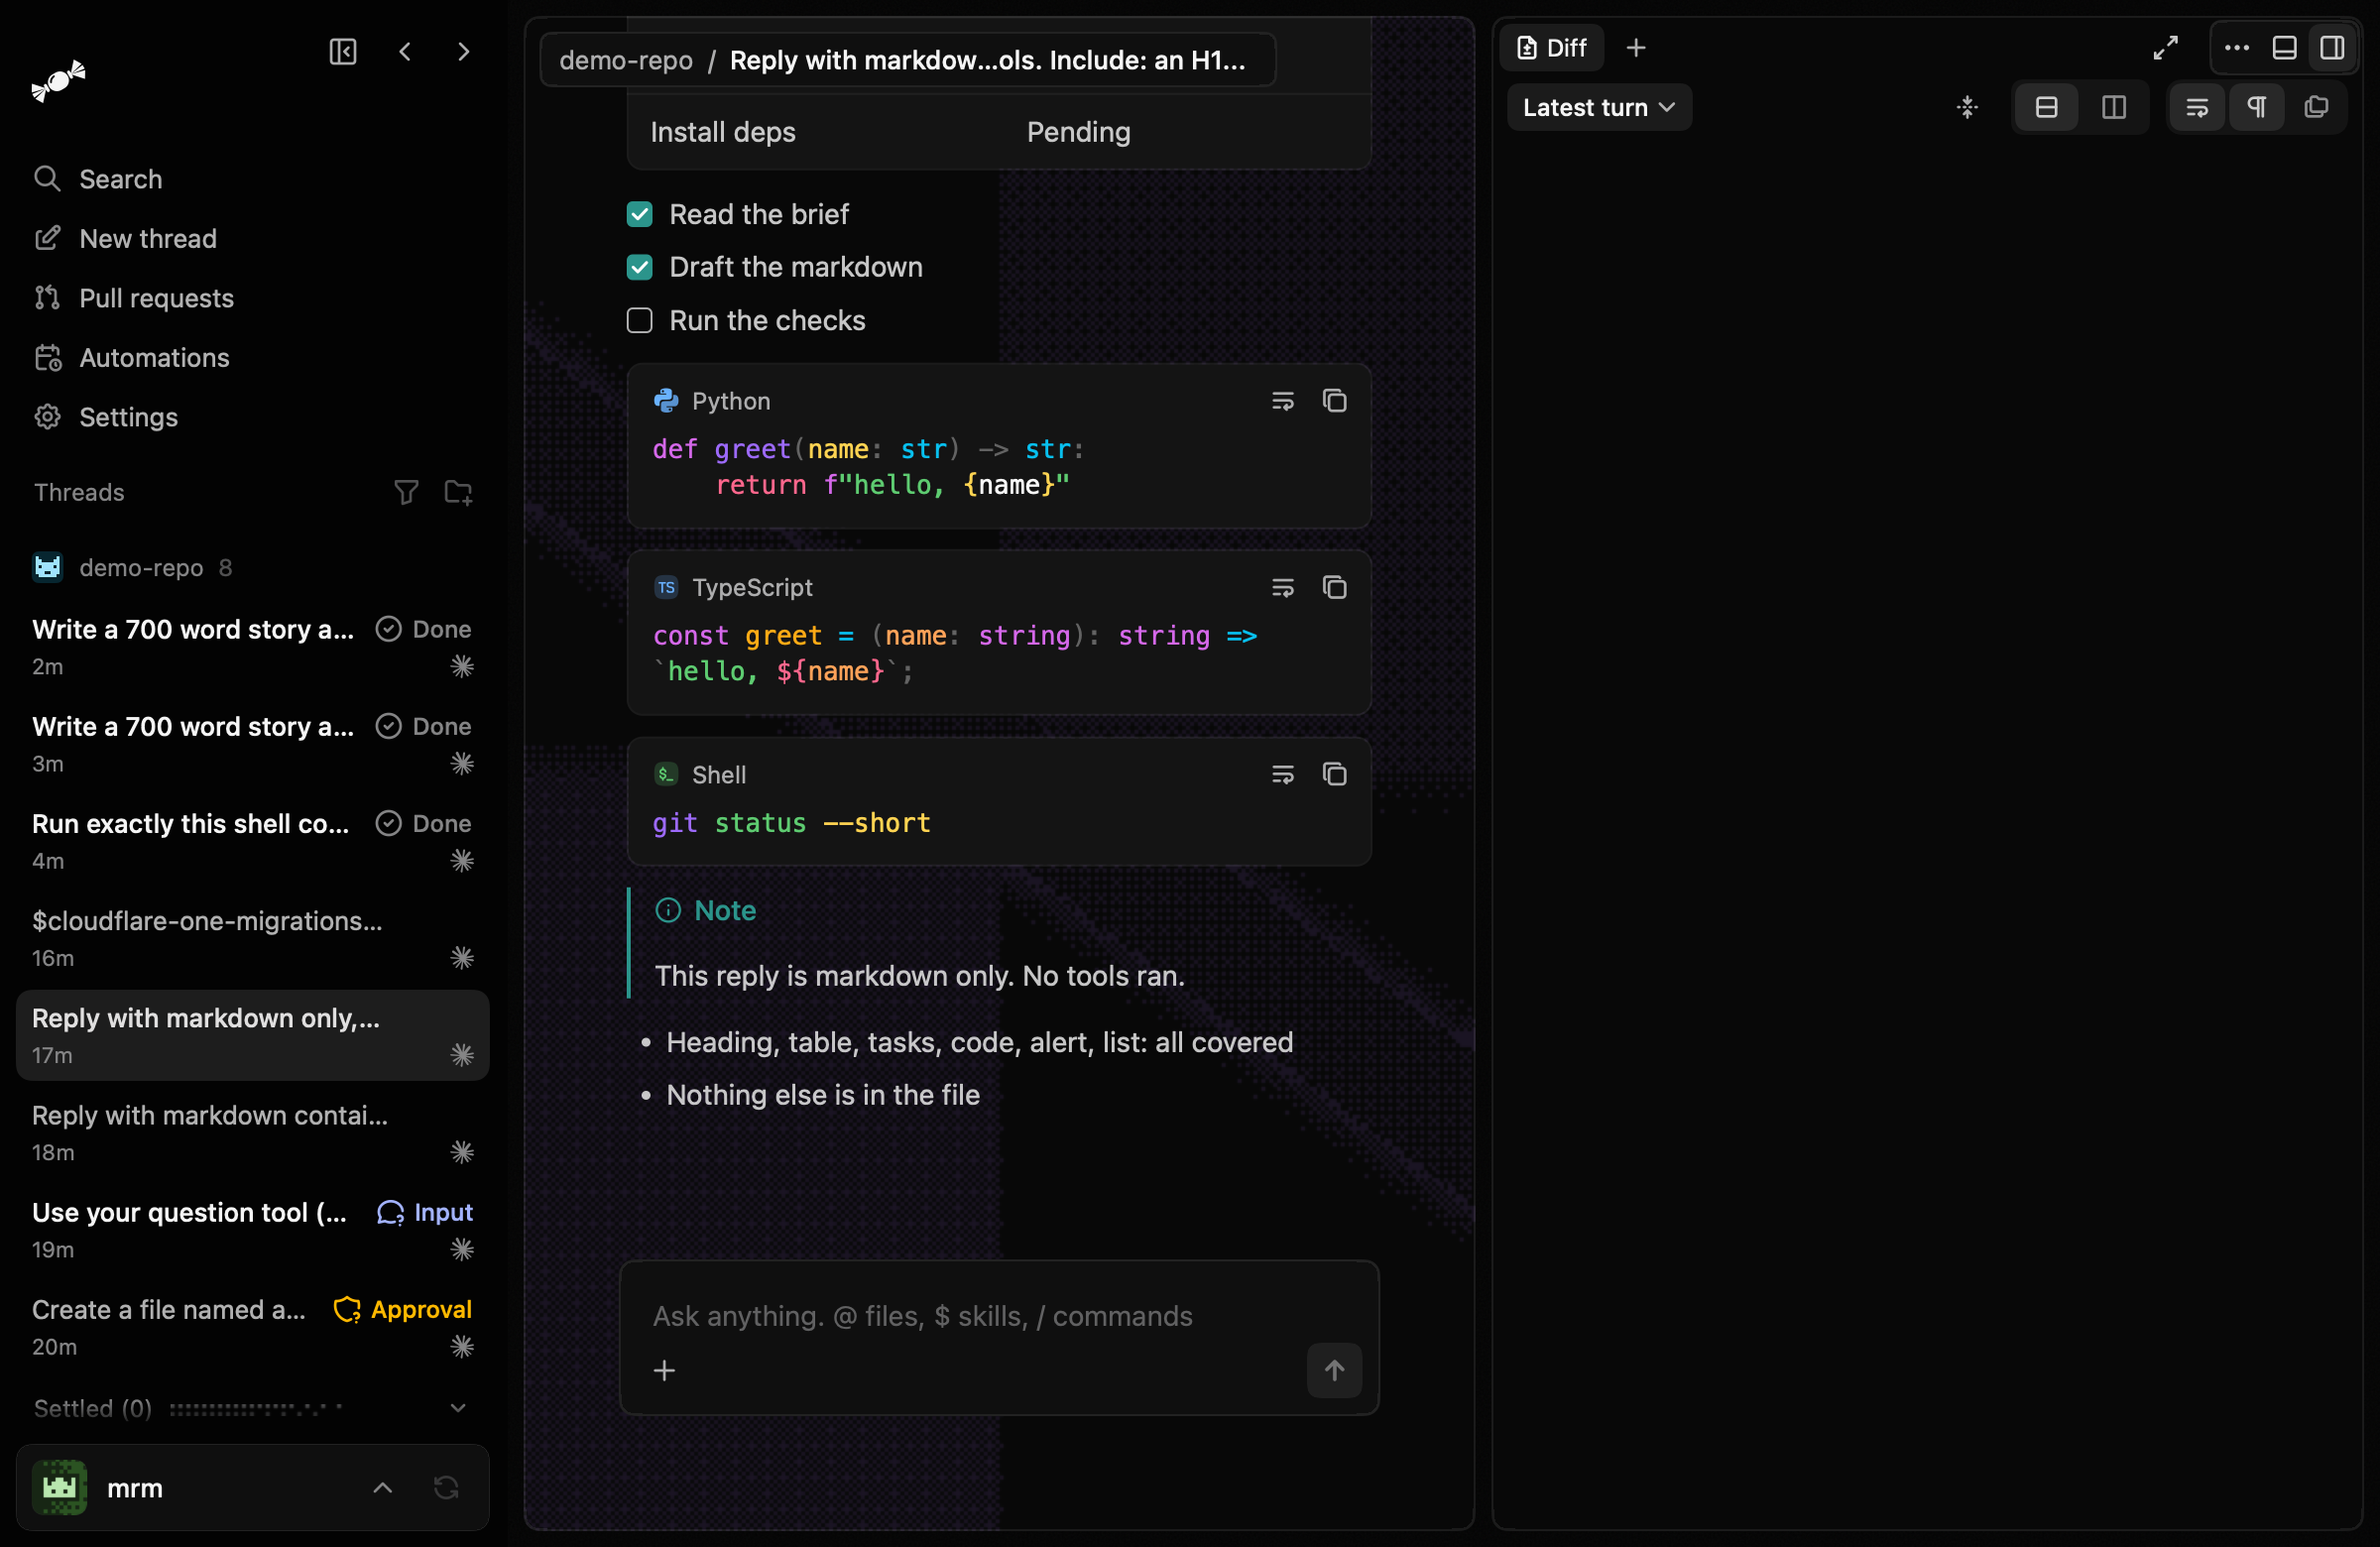 Search
New thread
Pull requests
Automations
Settings
Threads
demo-repo 8
Write a 700 word story a... Done
2m
Write a 700 word story a... Done
3m
Run exactly this shell co... Done
4m
$cloudflare-one-migrations...
16m
Reply with markdown only,...
17m
Reply with markdown contai...
18m
Use your question tool (... Input
19m
Create a file named a... Approval
20m
Settled (0)
mrm
demo-repo / Reply with markdow...ols. Include: an H1...
Install deps Pending
Read the brief
Draft the markdown
Run the checks
Python
def greet(name: str) -> str:
    return f"hello, {name}"
TS TypeScript
const greet = (name: string): string =>
`hello, ${name}`;
$_ Shell
git status --short
Note
This reply is markdown only. No tools ran.
• Heading, table, tasks, code, alert, list: all covered
• Nothing else is in the file
Ask anything. @ files, $ skills, / commands
Diff
Latest turn